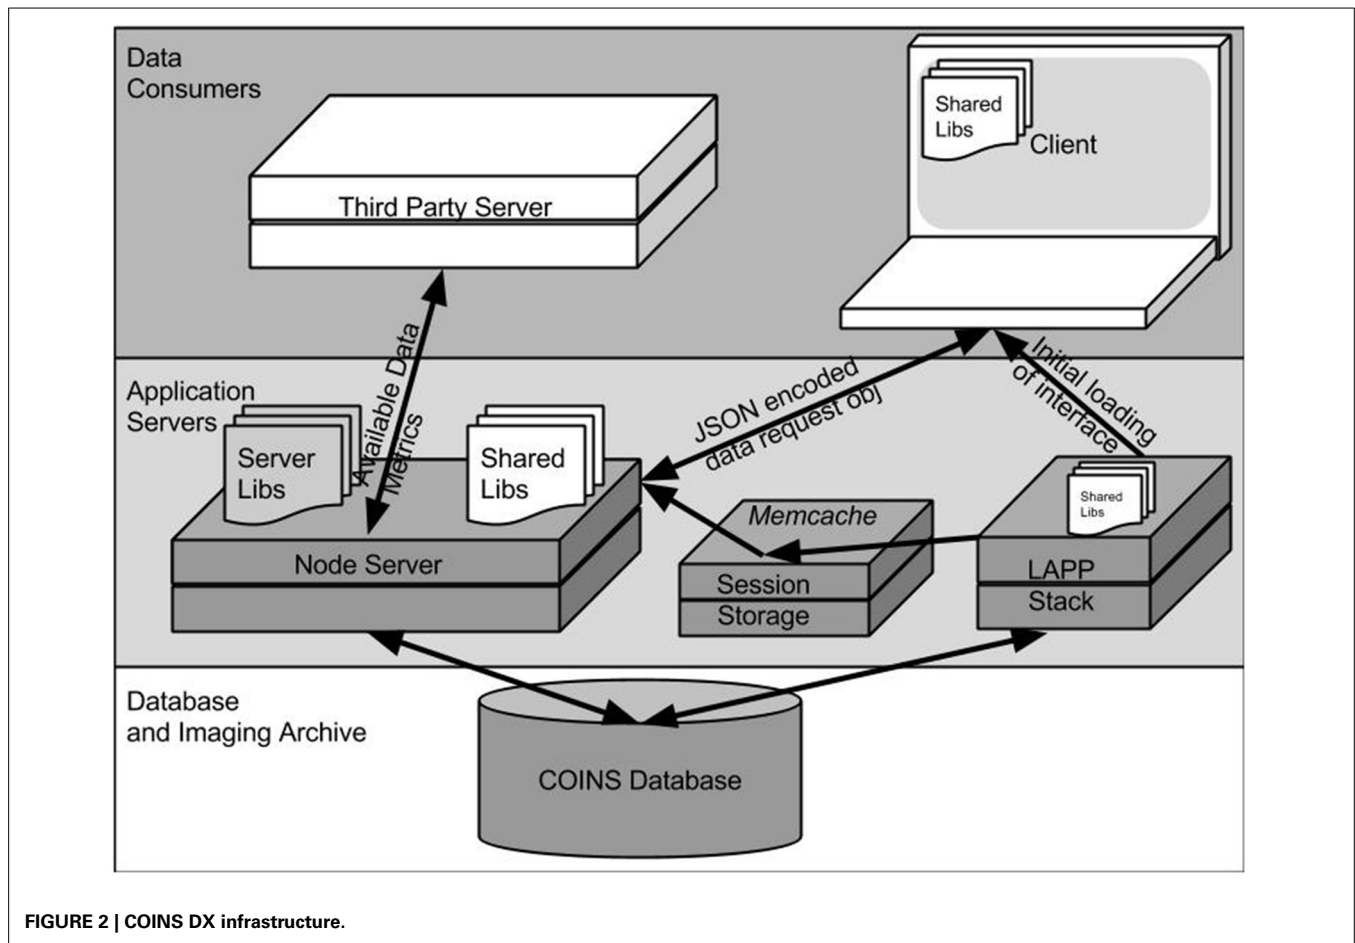 Data
Consumers
Third Party Server
Shared
Libs
Client
Available Data
Metrics
JSON encoded
data request obj
Initial loading
of interface
Application
Servers
Server
Libs
Shared
Libs
Node Server
Memcache
Session
Storage
Shared
Libs
LAPP
Stack
Database
and Imaging Archive
COINS Database
FIGURE 2 | COINS DX infrastructure.